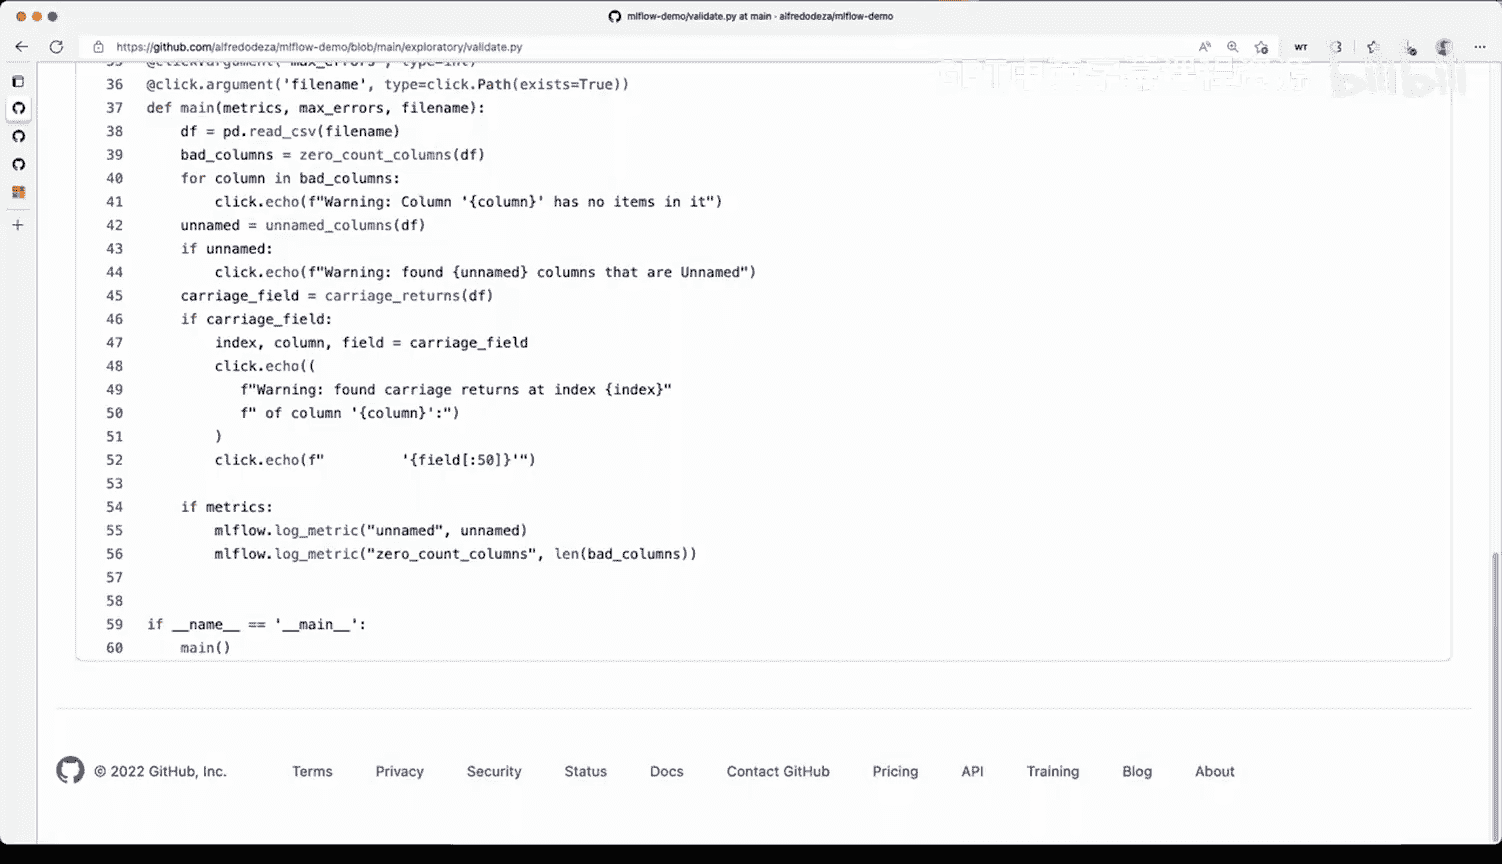 mlflow-demo/validate.py at main · alfredodeza/mlflow-demo
https://github.com/alfredodeza/mlflow-demo/blob/main/exploratory/validate.py
WT
36 @click.argument('filename', type=click.Path(exists=True))
37 def main(metrics, max_errors, filename):
38 df = pd.read_csv(filename)
39 bad_columns = zero_count_columns(df)
40 for column in bad_columns:
41 click.echo(f"Warning: Column '{column}' has no items in it")
42 unnamed = unnamed_columns(df)
43 if unnamed:
44 click.echo(f"Warning: found {unnamed} columns that are Unnamed")
45 carriage_field = carriage_returns(df)
46 if carriage_field:
47 index, column, field = carriage_field
48 click.echo((
49 f"Warning: found carriage returns at index {index}"
50 f" of column '{column}':")
51 )
52 click.echo(f"         '{field[:50]}'")
53
54 if metrics:
55 mlflow.log_metric("unnamed", unnamed)
56 mlflow.log_metric("zero_count_columns", len(bad_columns))
57
58
59 if __name__ == '__main__':
60 main()
© 2022 GitHub, Inc. Terms Privacy Security Status Docs Contact GitHub Pricing API Training Blog About